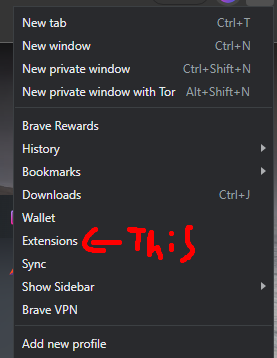 New tab Ctrl+T
New window Ctrl+N
New private window Ctrl+Shift+N
New private window with Tor Alt+Shift+N
Brave Rewards
History
Bookmarks
Downloads Ctrl+J
Wallet
Extensions ThiS
Sync
Show Sidebar
Brave VPN
Add new profile